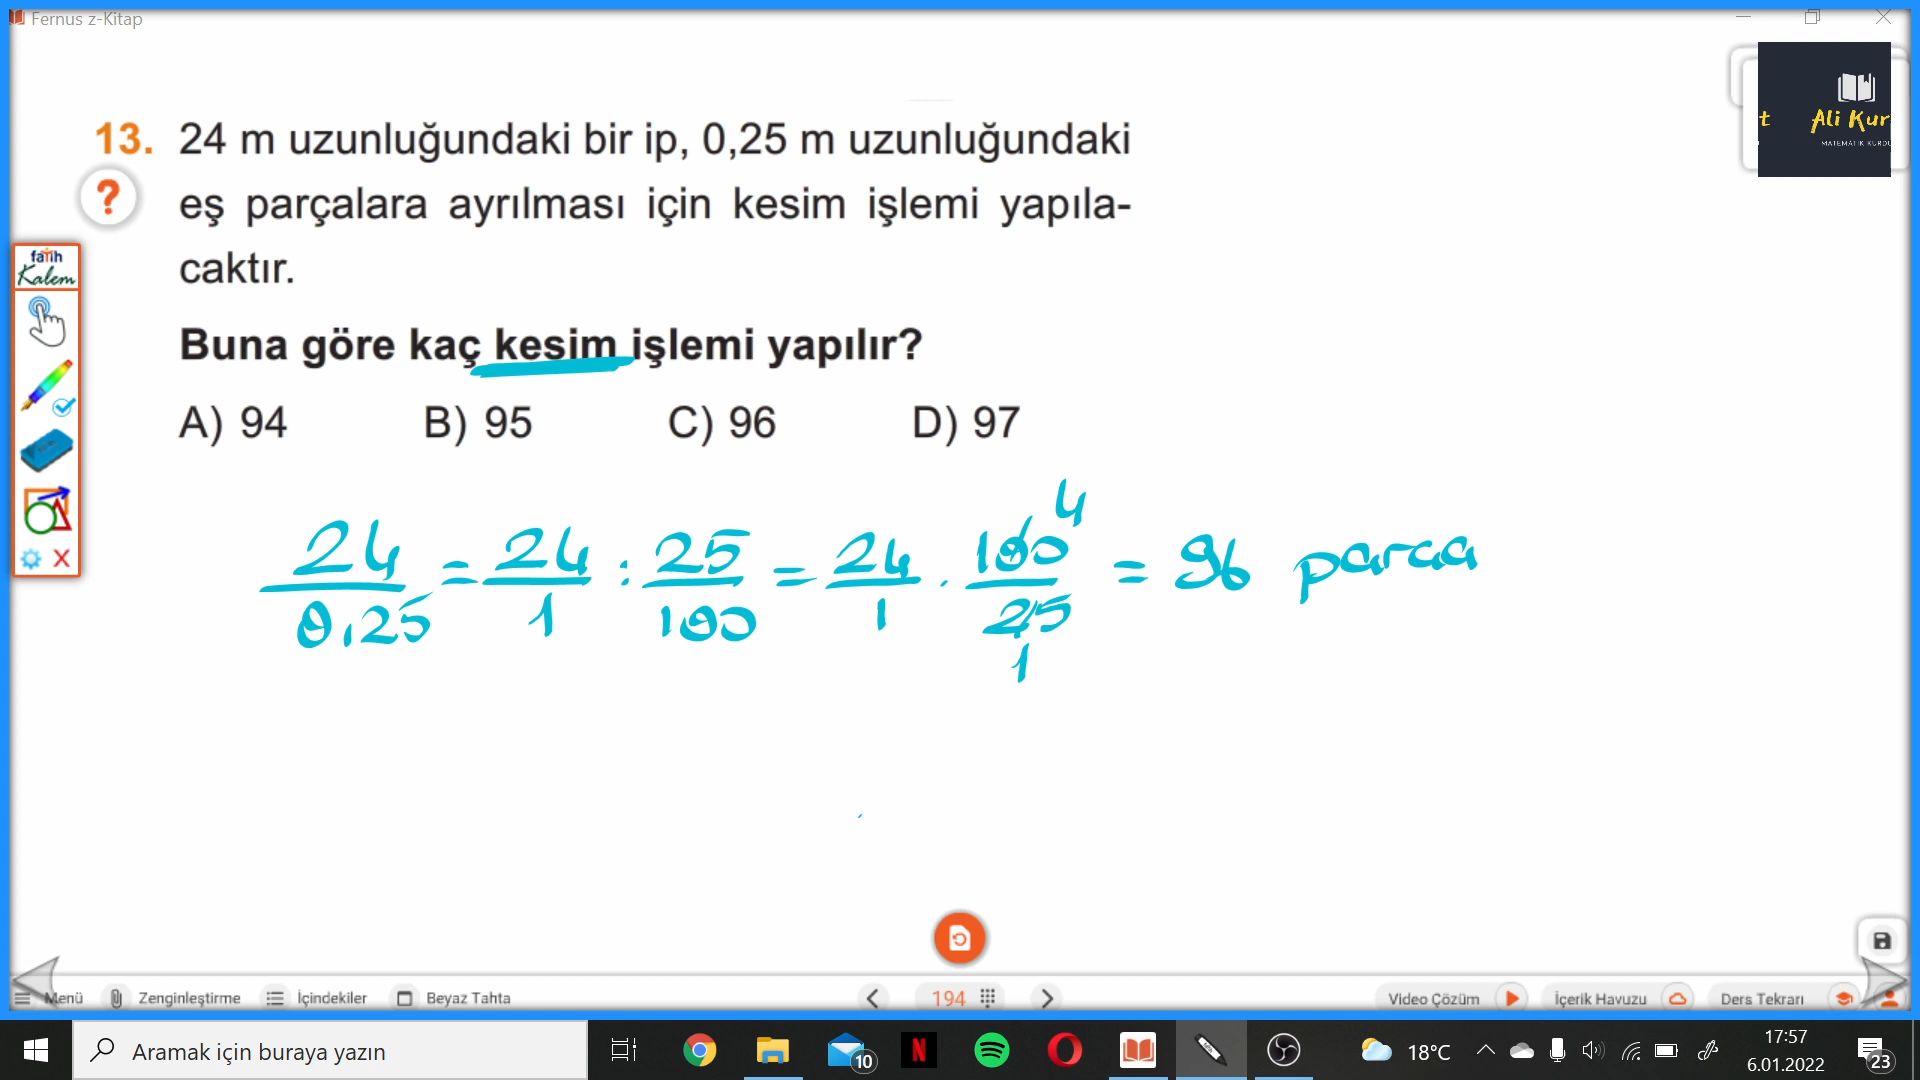 Fernus z-Kitap
t Ali Kur
MATEMATİK KURDU
13. 24 m uzunluğundaki bir ip, 0,25 m uzunluğundaki
?
eş parçalara ayrılması için kesim işlemi yapıla-
caktır.
fatih
Kalem
Buna göre kaç kesim işlemi yapılır?
A) 94 B) 95 C) 96 D) 97
24/0,25 = 24/1 : 25/100 = 24/1 . 100/25 = 96 parça
4
1
Menü Zenginleştirme İçindekiler Beyaz Tahta 194 Video Çözüm İçerik Havuzu Ders Tekrarı
Aramak için buraya yazın 10 18°C 17:57
6.01.2022 23